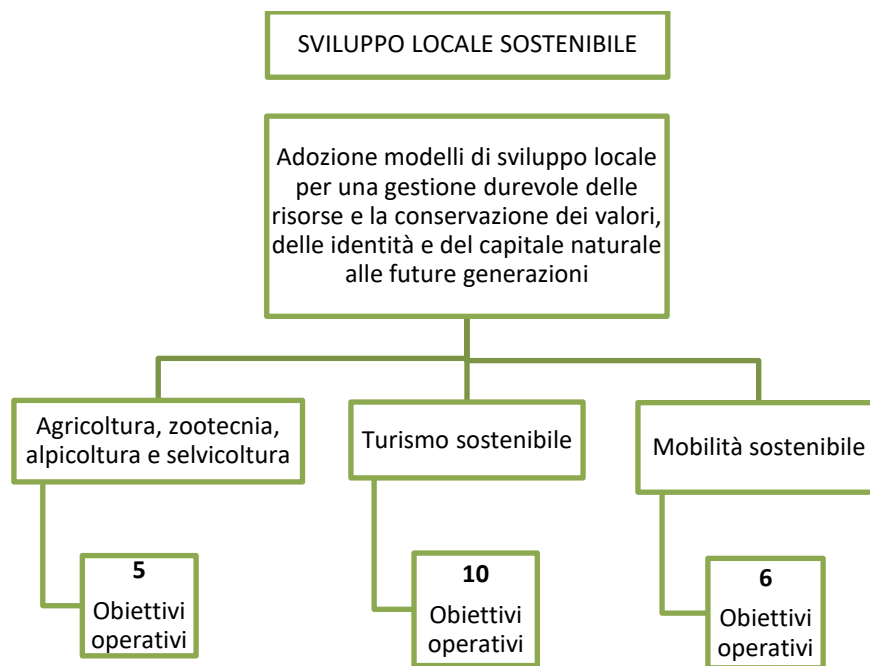 SVILUPPO LOCALE SOSTENIBILE
Adozione modelli di sviluppo locale
per una gestione durevole delle
risorse e la conservazione dei valori,
delle identità e del capitale naturale
alle future generazioni
Agricoltura, zootecnia,
alpicoltura e selvicoltura
Turismo sostenibile
Mobilità sostenibile
5
Obiettivi
operativi
10
Obiettivi
operativi
6
Obiettivi
operativi